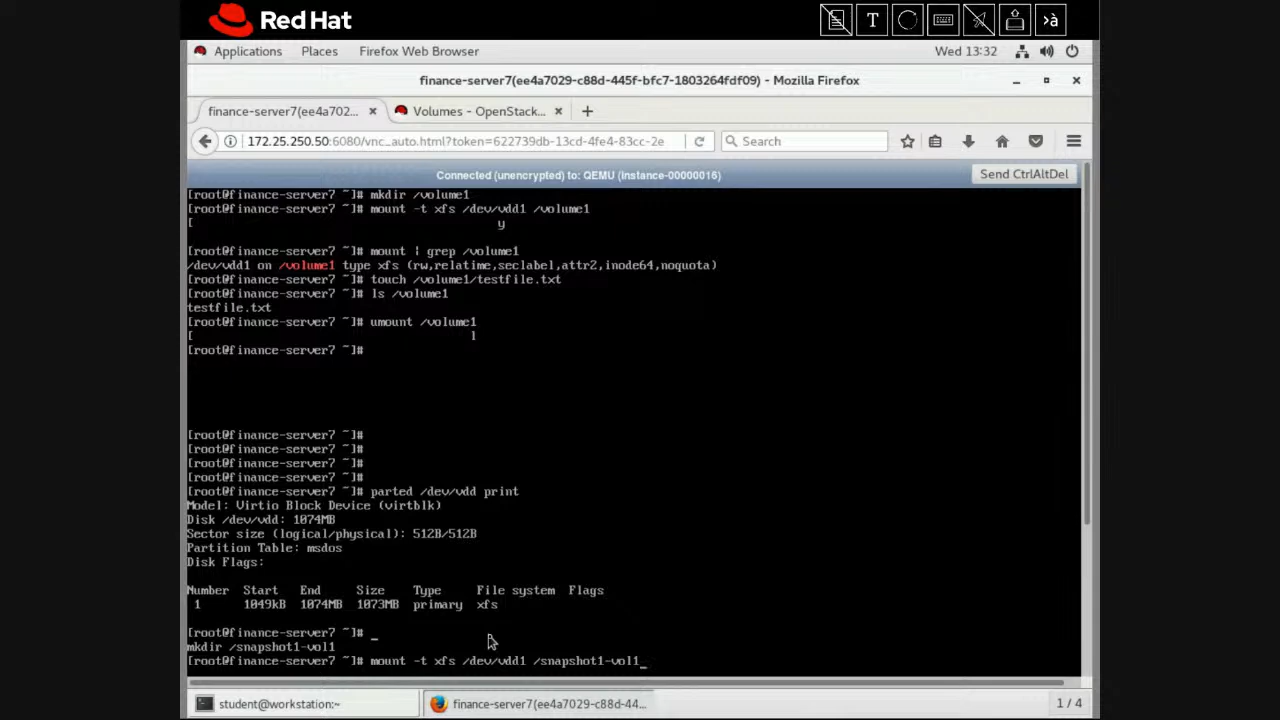 Red Hat
T
›à
Applications Places Firefox Web Browser Wed 13:32
finance-server7(ee4a7029-c88d-445f-bfc7-1803264fdf09) - Mozilla Firefox
finance-server7(ee4a702... Volumes - OpenStack...
172.25.250.50:6080/vnc_auto.html?token=622739db-13cd-4fe4-83cc-2e Search
Connected (unencrypted) to: QEMU (instance-00000016) Send CtrlAltDel
[root@finance-server7 ~]# mkdir /volume1
[root@finance-server7 ~]# mount -t xfs /dev/vdd1 /volume1
[ y
[root@finance-server7 ~]# mount | grep /volume1
/dev/vdd1 on /volume1 type xfs (rw,relatime,seclabel,attr2,inode64,noquota)
[root@finance-server7 ~]# touch /volume1/testfile.txt
[root@finance-server7 ~]# ls /volume1
testfile.txt
[root@finance-server7 ~]# umount /volume1
[ l
[root@finance-server7 ~]#
[root@finance-server7 ~]#
[root@finance-server7 ~]#
[root@finance-server7 ~]#
[root@finance-server7 ~]#
[root@finance-server7 ~]# parted /dev/vdd print
Model: Virtio Block Device (virtblk)
Disk /dev/vdd: 1074MB
Sector size (logical/physical): 512B/512B
Partition Table: msdos
Disk Flags:
Number Start End Size Type File system Flags
1 1049kB 1074MB 1073MB primary xfs
[root@finance-server7 ~]# _
mkdir /snapshot1-vol1
[root@finance-server7 ~]# mount -t xfs /dev/vdd1 /snapshot1-vol1_
student@workstation:~ finance-server7(ee4a7029-c88d-44... 1 / 4